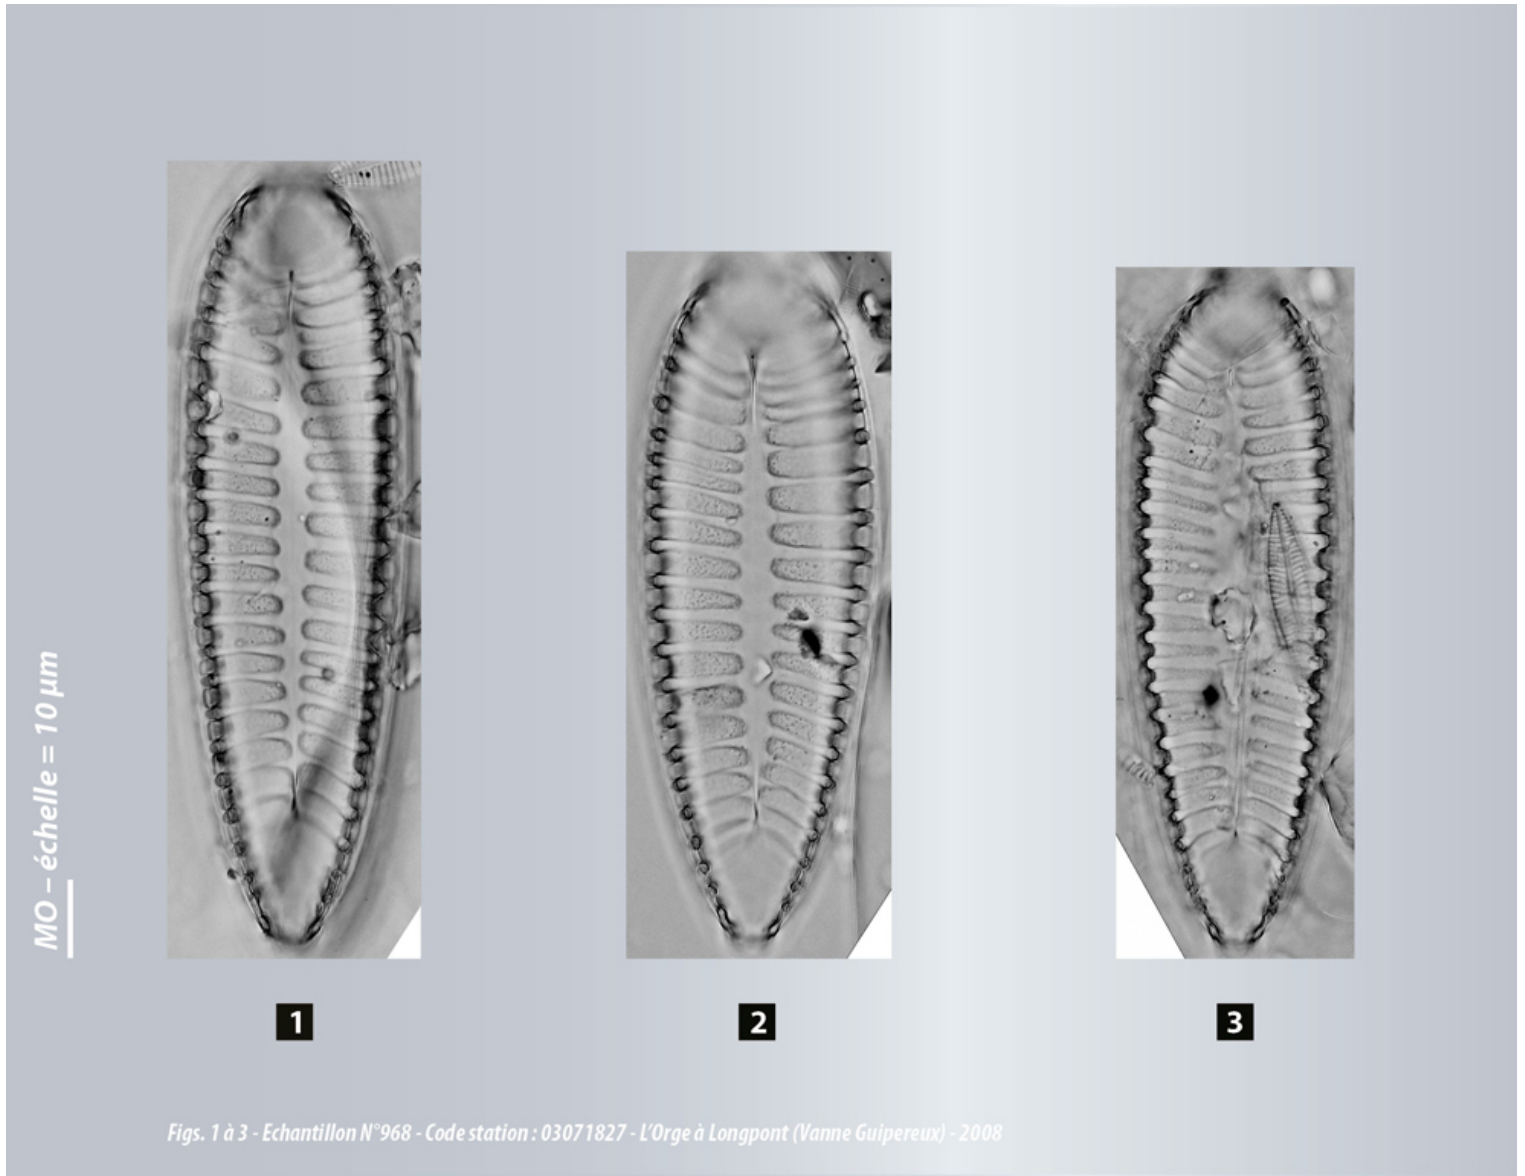 MO – échelle = 10 µm
1
2
3
Figs. 1 à 3 - Echantillon N°968 - Code station : 03071827 - L'Orge à Longpont (Vanne Guipereux) - 2008